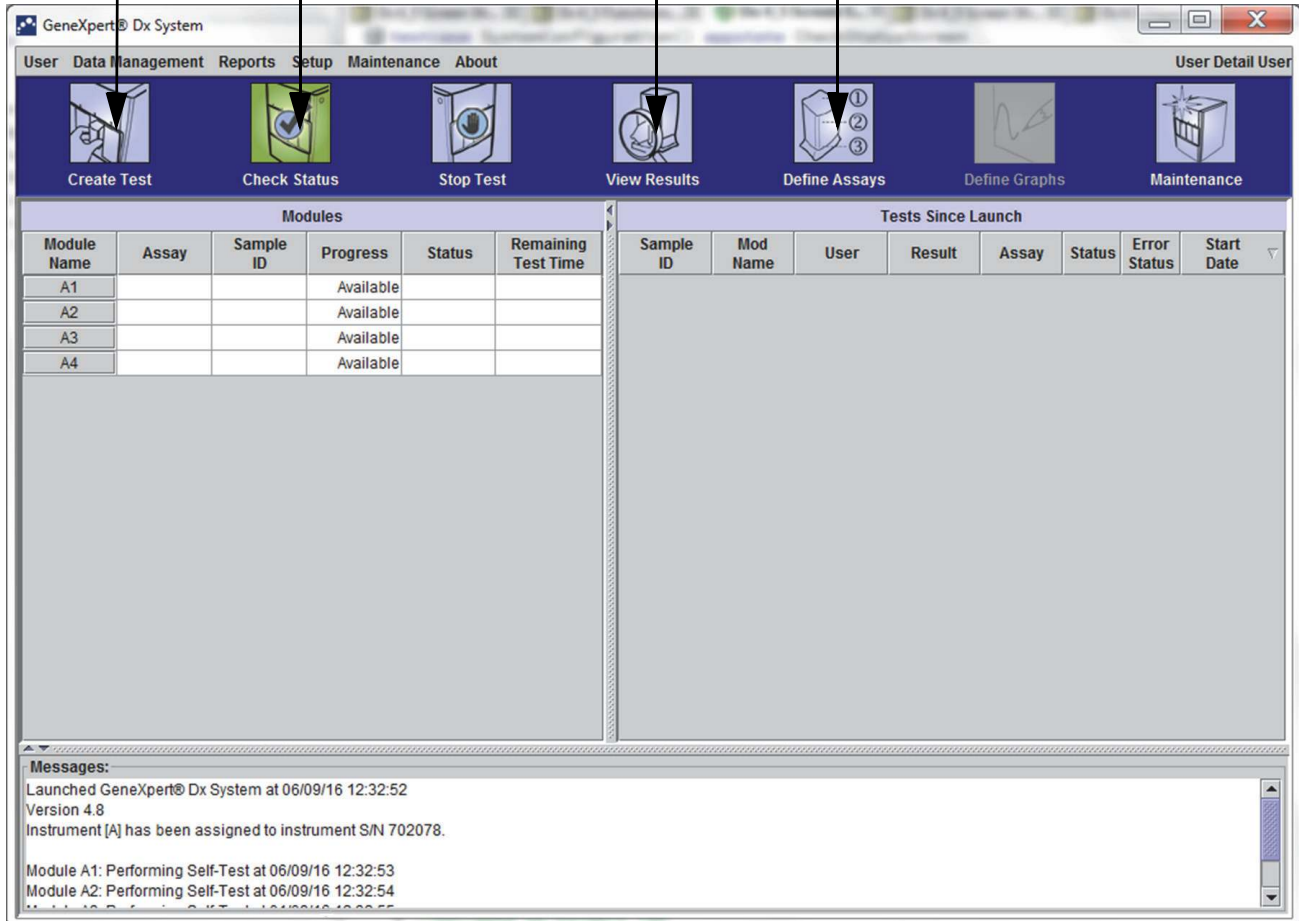 GeneXpert® Dx System
User Data Management Reports Setup Maintenance About User Detail User
Create Test Check Status Stop Test View Results Define Assays Define Graphs Maintenance
Modules Tests Since Launch
Module Name Assay Sample ID Progress Status Remaining Test Time Sample ID Mod Name User Result Assay Status Error Status Start Date
A1 Available
A2 Available
A3 Available
A4 Available
Messages:
Launched GeneXpert® Dx System at 06/09/16 12:32:52
Version 4.8
Instrument [A] has been assigned to instrument S/N 702078.
Module A1: Performing Self-Test at 06/09/16 12:32:53
Module A2: Performing Self-Test at 06/09/16 12:32:54